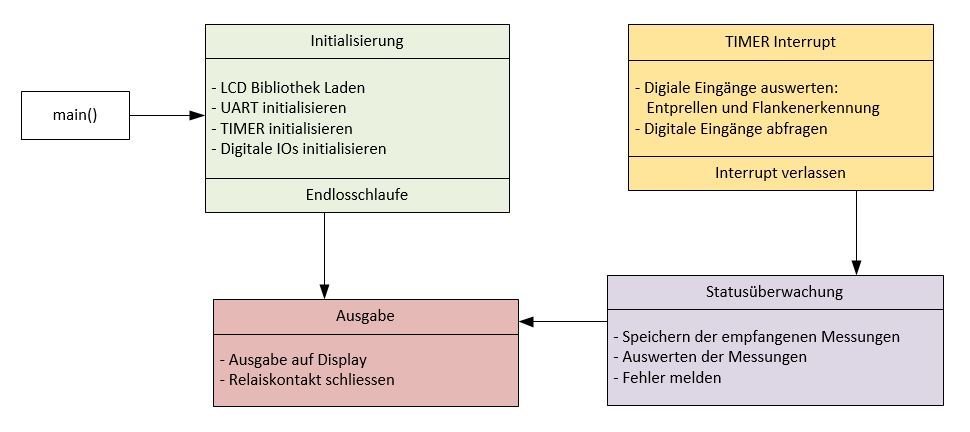 main()
Initialisierung
- LCD Bibliothek Laden
- UART initialisieren
- TIMER initialisieren
- Digitale IOs initialisieren
Endlosschlaufe
TIMER Interrupt
- Digiale Eingänge auswerten:
Entprellen und Flankenerkennung
- Digitale Eingänge abfragen
Interrupt verlassen
Ausgabe
- Ausgabe auf Display
- Relaiskontakt schliessen
Statusüberwachung
- Speichern der empfangenen Messungen
- Auswerten der Messungen
- Fehler melden